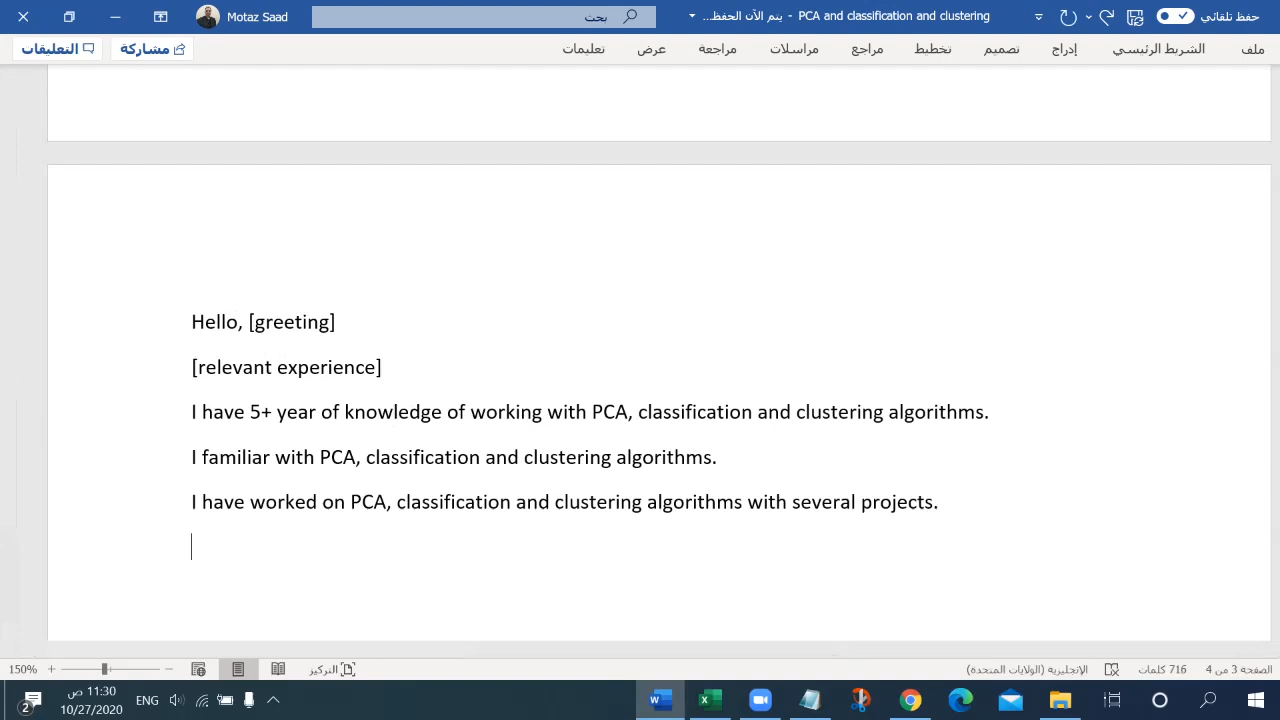 حفظ تلقائي
PCA and classification and clustering - يتم الآن الحفظ...
بحث
Motaz Saad
ملف
الشريط الرئيسي
إدراج
تصميم
تخطيط
مراجع
مراسلات
مراجعة
عرض
تعليمات
مشاركة
التعليقات
Hello, [greeting]
[relevant experience]
I have 5+ year of knowledge of working with PCA, classification and clustering algorithms.
I familiar with PCA, classification and clustering algorithms.
I have worked on PCA, classification and clustering algorithms with several projects.
الصفحة 3 من 4
716 كلمات
الإنجليزية (الولايات المتحدة)
التركيز
150%
ENG
11:30 ص
10/27/2020
2